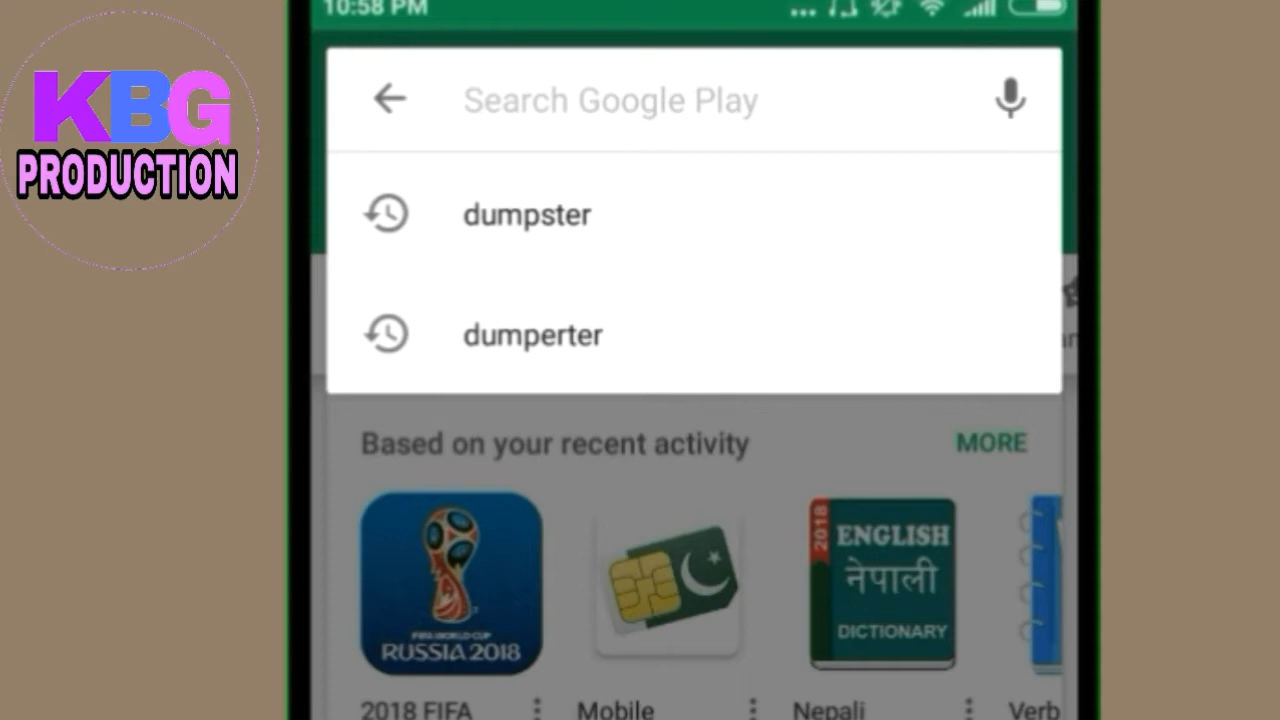 10:58 PM
KBG
PRODUCTION
Search Google Play
dumpster
dumperter
Based on your recent activity
MORE
FIFA WORLD CUP
RUSSIA 2018
2018
ENGLISH
नेपाली
DICTIONARY
2018 FIFA
Mobile
Nepali
Verb